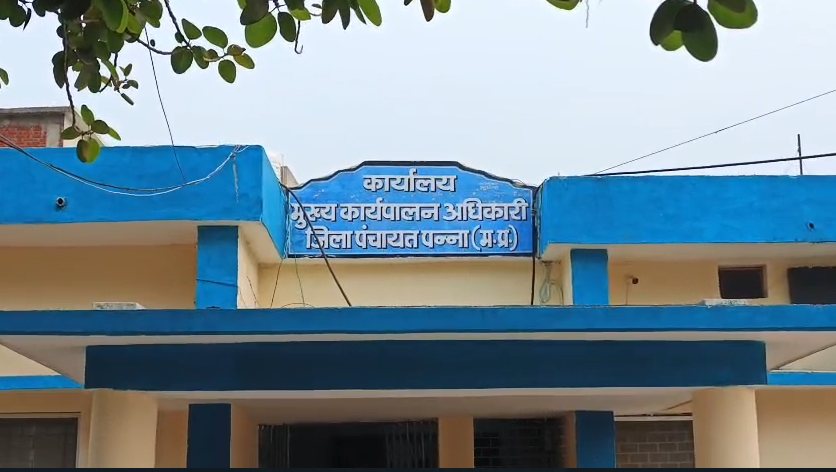 कार्यालय
मुख्य कार्यपालन अधिकारी
जिला पंचायत पन्ना (म.प्र.)